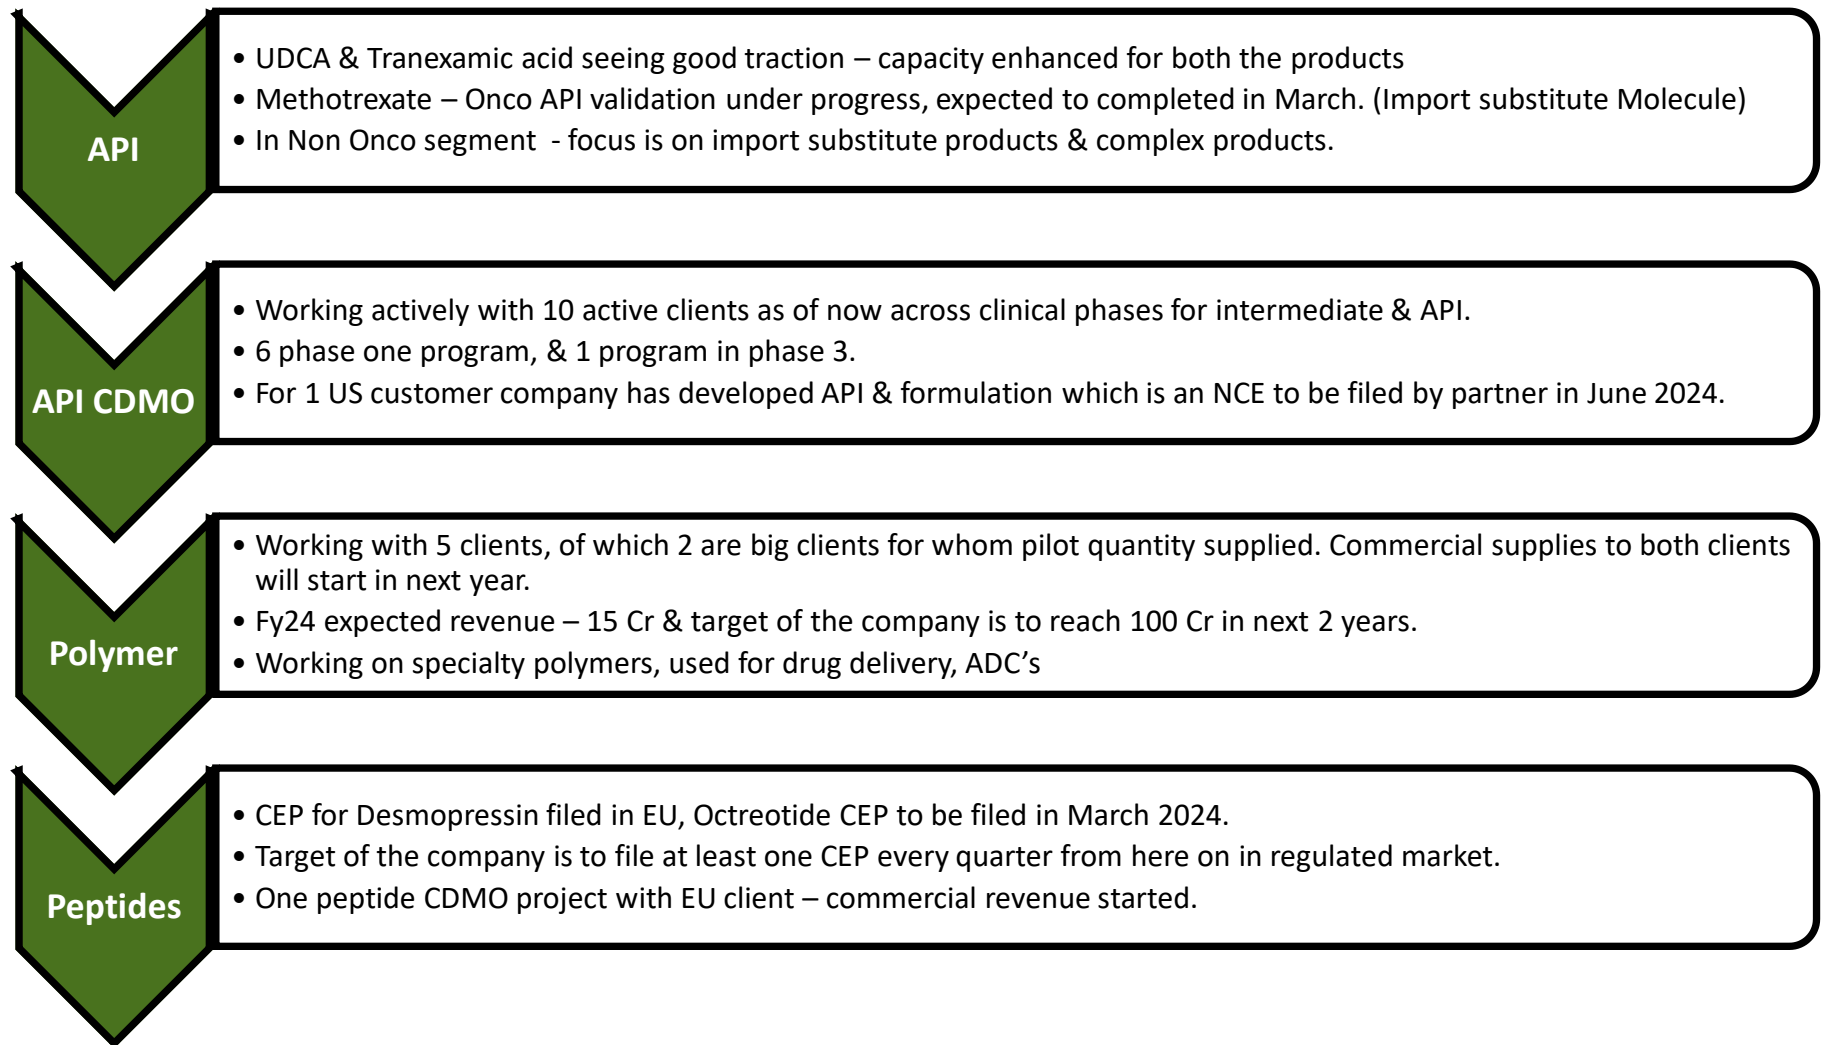 API
• UDCA & Tranexamic acid seeing good traction – capacity enhanced for both the products
• Methotrexate – Onco API validation under progress, expected to completed in March. (Import substitute Molecule)
• In Non Onco segment  - focus is on import substitute products & complex products.
API CDMO
• Working actively with 10 active clients as of now across clinical phases for intermediate & API.
• 6 phase one program, & 1 program in phase 3.
• For 1 US customer company has developed API & formulation which is an NCE to be filed by partner in June 2024.
Polymer
• Working with 5 clients, of which 2 are big clients for whom pilot quantity supplied. Commercial supplies to both clients
will start in next year.
• Fy24 expected revenue – 15 Cr & target of the company is to reach 100 Cr in next 2 years.
• Working on specialty polymers, used for drug delivery, ADC’s
Peptides
• CEP for Desmopressin filed in EU, Octreotide CEP to be filed in March 2024.
• Target of the company is to file at least one CEP every quarter from here on in regulated market.
• One peptide CDMO project with EU client – commercial revenue started.